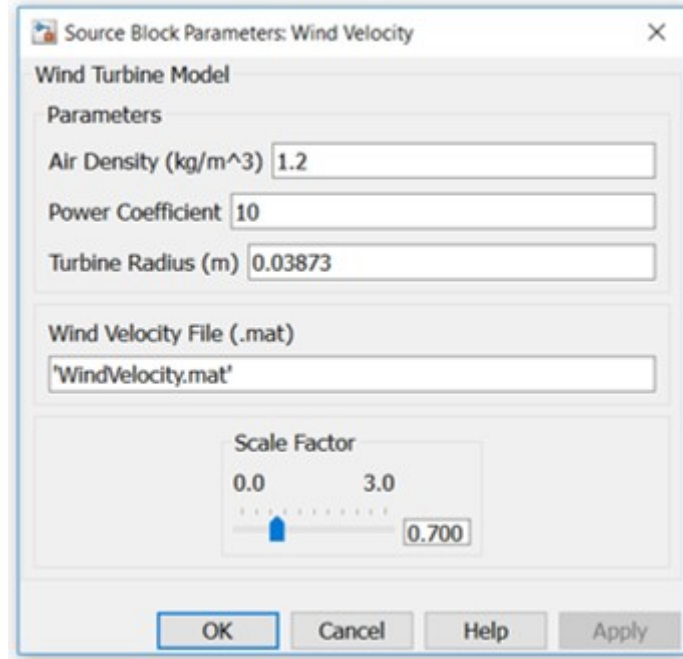 Source Block Parameters: Wind Velocity
Wind Turbine Model
Parameters
Air Density (kg/m^3) 1.2
Power Coefficient 10
Turbine Radius (m) 0.03873
Wind Velocity File (.mat)
'WindVelocity.mat'
Scale Factor
0.0 3.0
0.700
OK Cancel Help Apply